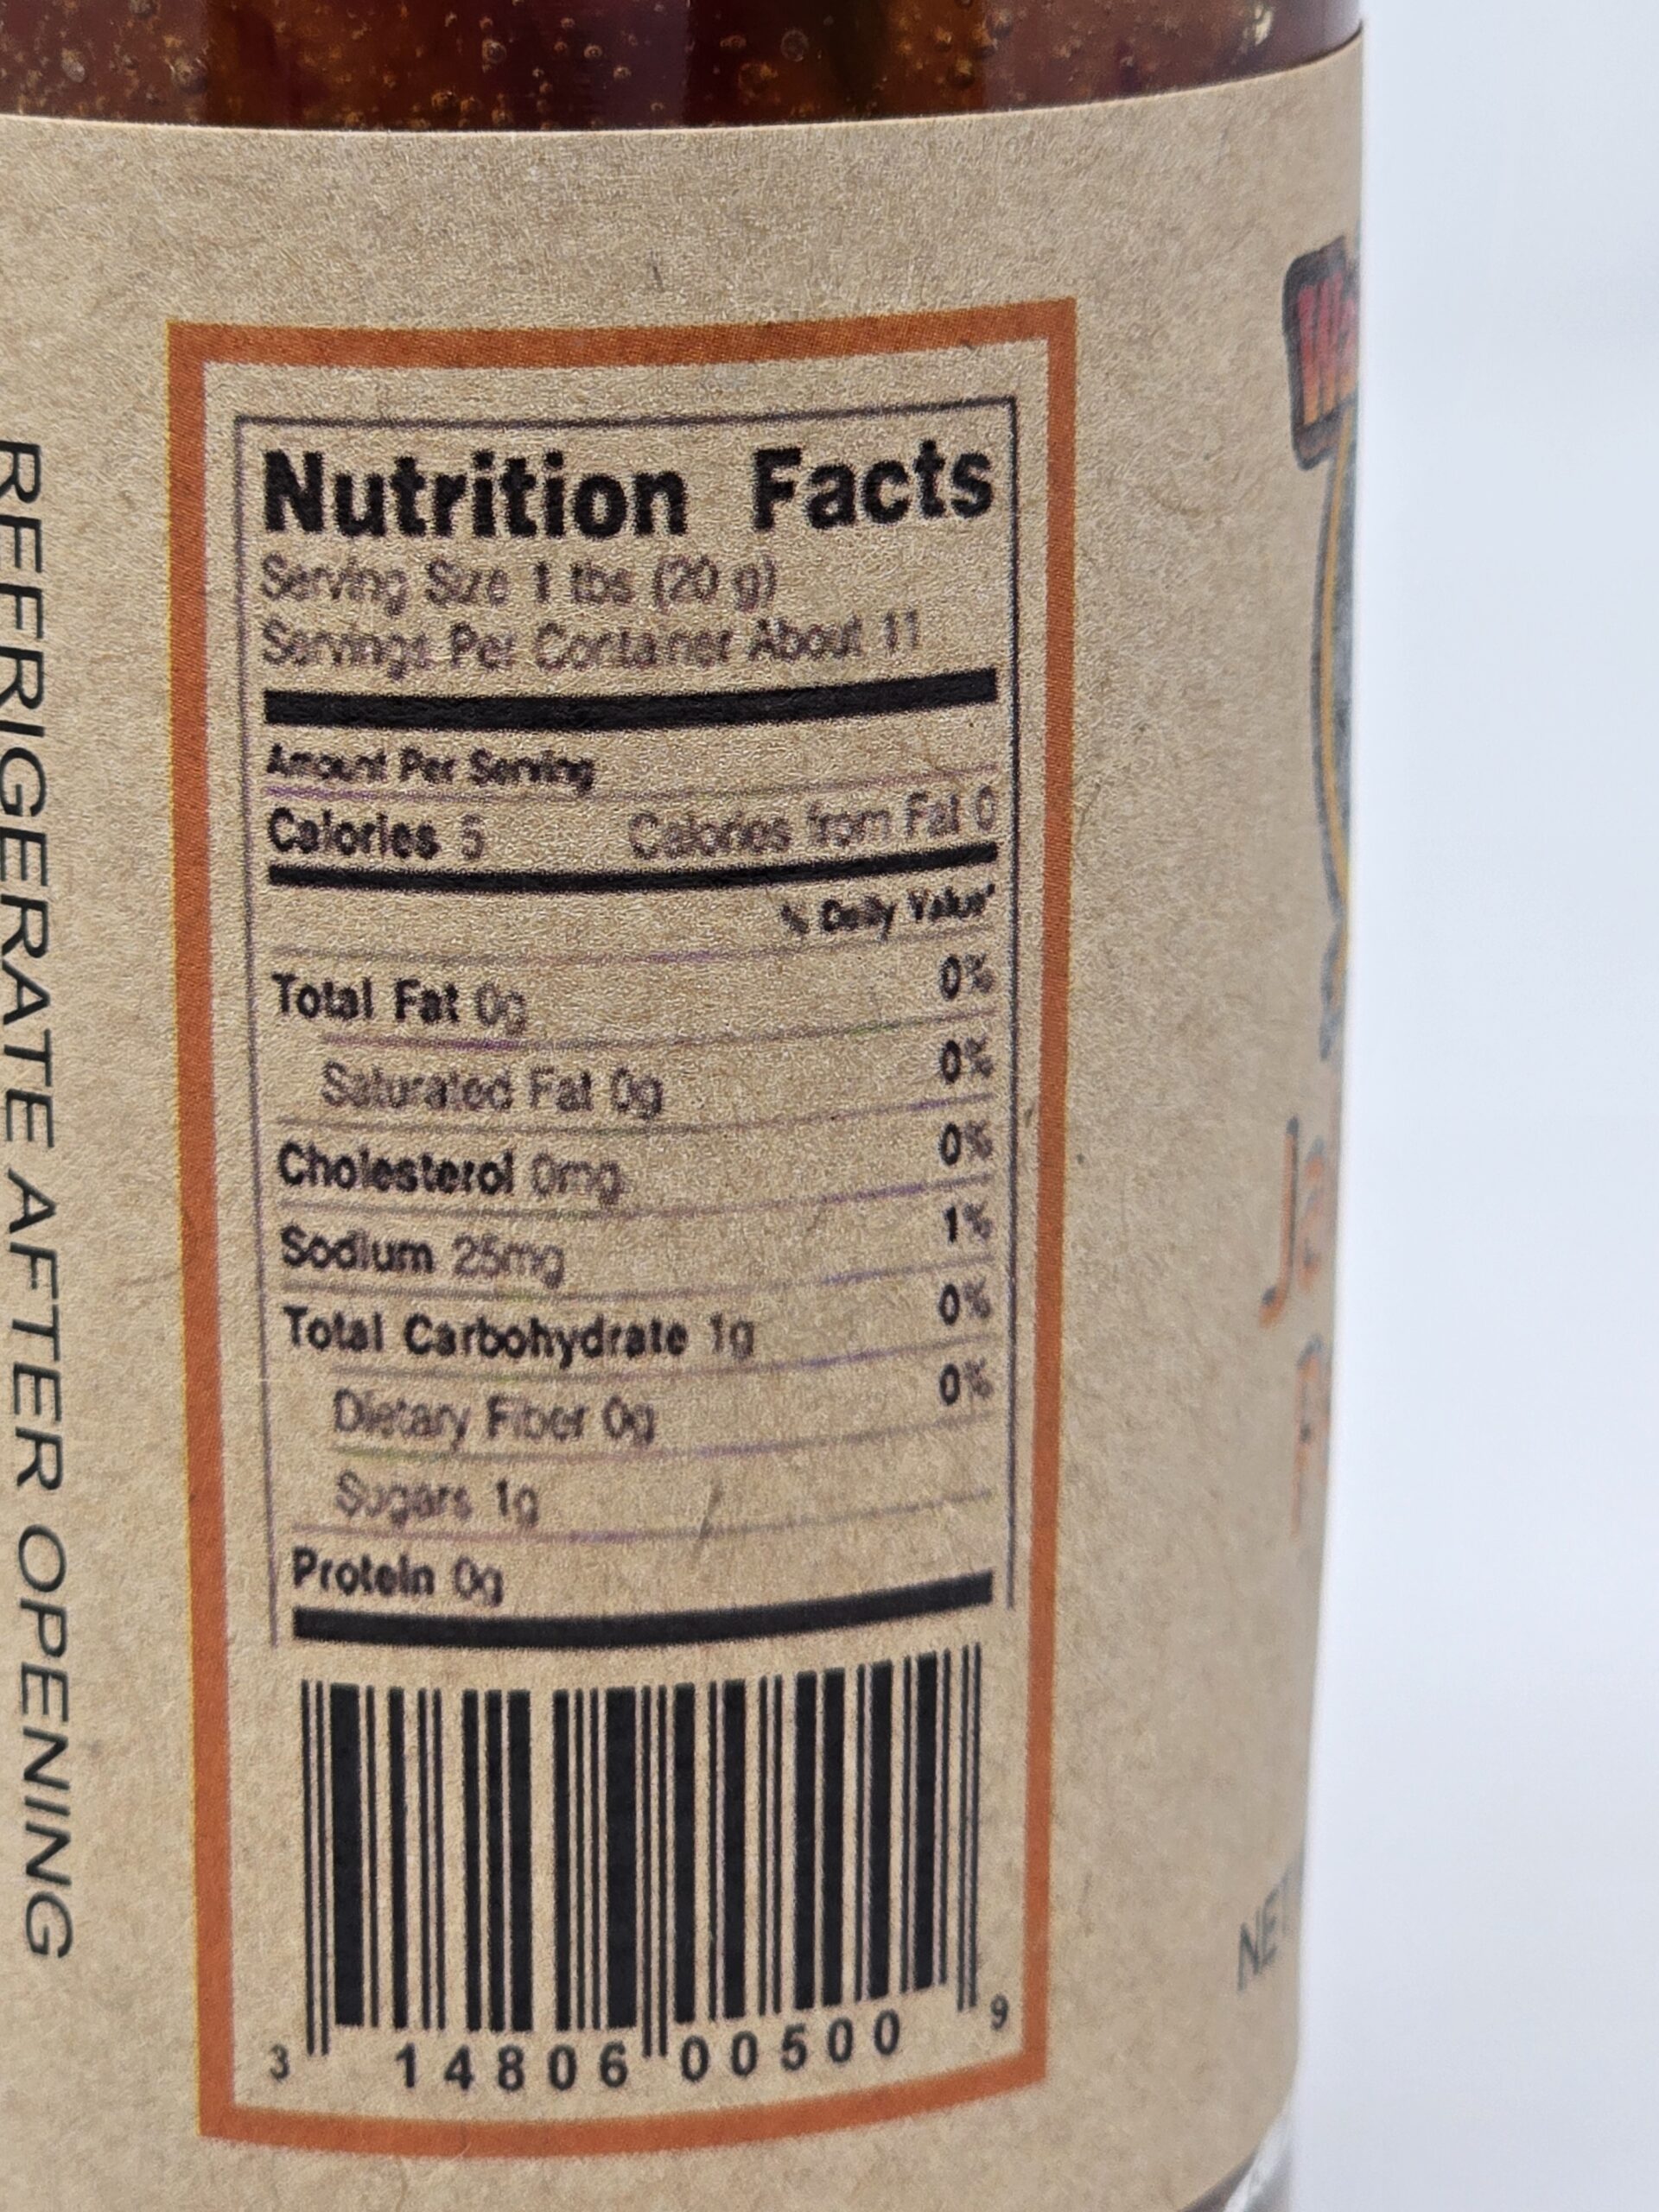 REFRIGERATE AFTER OPENING
Nutrition Facts
Serving Size 1 tbs (20 g)
Servings Per Container About 11
Amount Per Serving
Calories 5 Calories from Fat 0
% Daily Value*
Total Fat 0g 0%
Saturated Fat 0g 0%
Cholesterol 0mg 0%
Sodium 25mg 1%
Total Carbohydrate 1g 0%
Dietary Fiber 0g 0%
Sugars 1g
Protein 0g
3 14806 00500 9